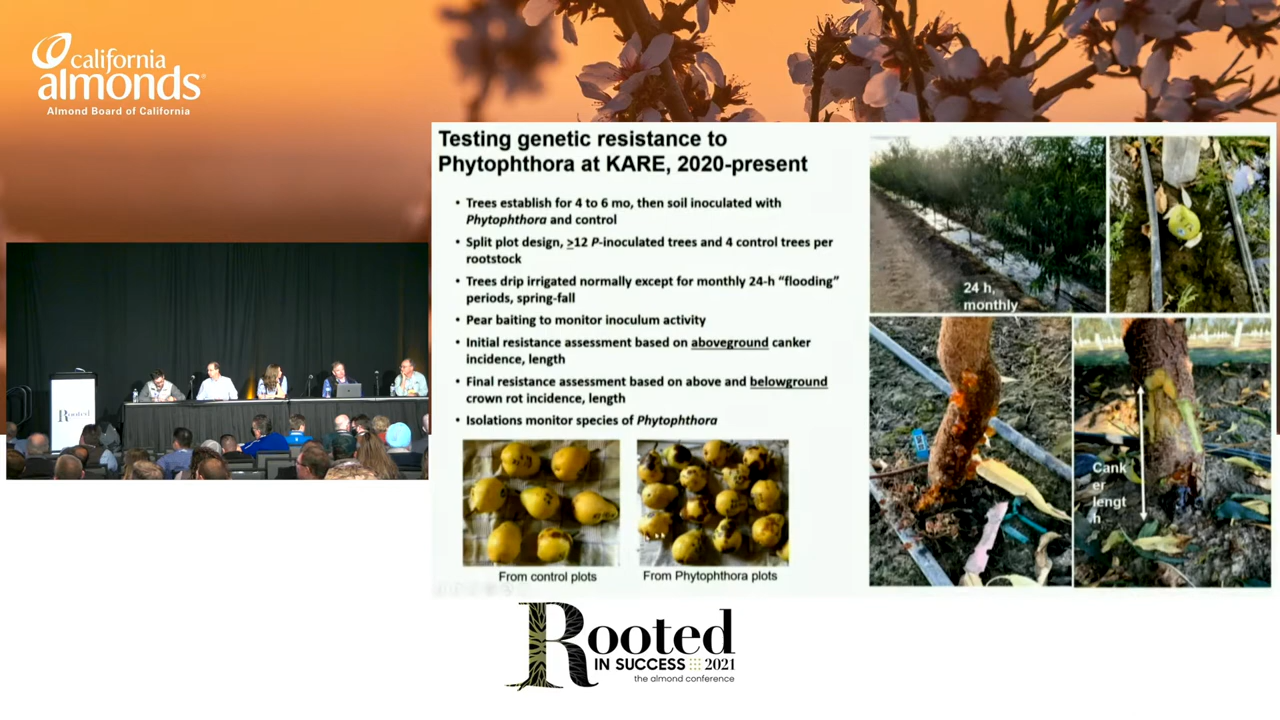 california
almonds
Almond Board of California
Testing genetic resistance to
Phytophthora at KARE, 2020-present
• Trees establish for 4 to 6 mo, then soil inoculated with
Phytophthora and control
• Split plot design, ≥12 P-inoculated trees and 4 control trees per
rootstock
• Trees drip irrigated normally except for monthly 24-h “flooding”
periods, spring-fall
• Pear baiting to monitor inoculum activity
• Initial resistance assessment based on aboveground canker
incidence, length
• Final resistance assessment based on above and belowground
crown rot incidence, length
• Isolations monitor species of Phytophthora
24 h,
monthly
Cank
er
lengt
h
From control plots
From Phytophthora plots
Rooted
Rooted
IN SUCCESS 2021
the almond conference